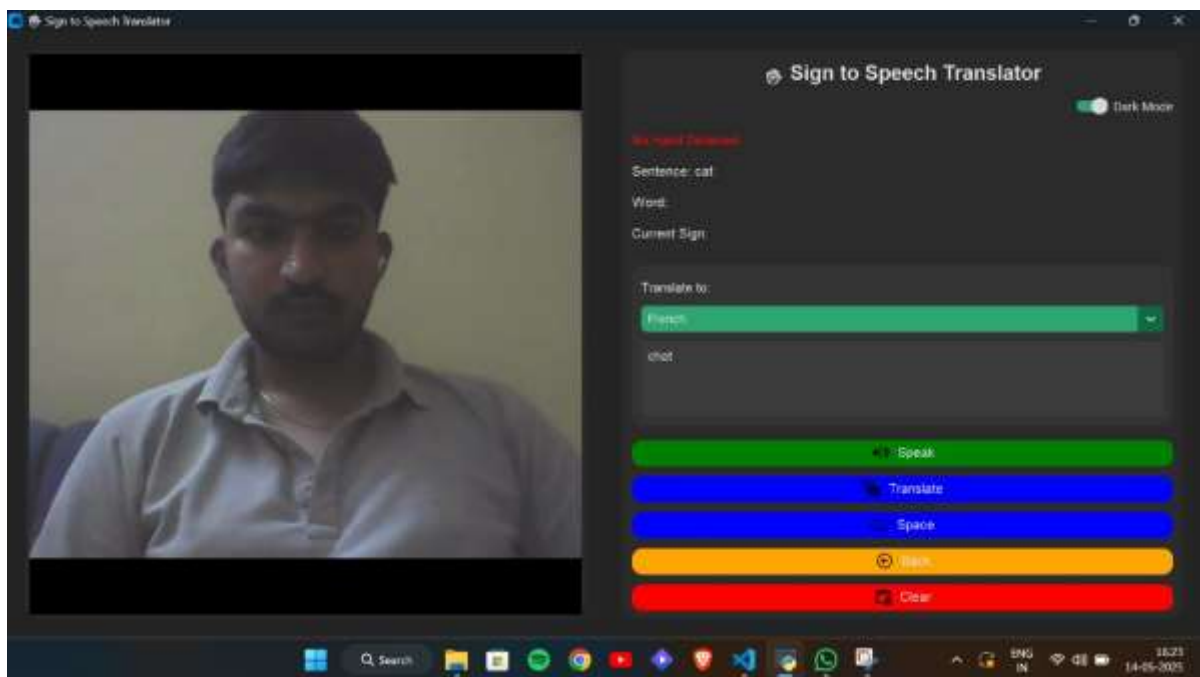 Sign to Speech Translator
Sign to Speech Translator
Dark Mode
No Hand Detected
Sentence: cat
Word:
Current Sign:
Translate to:
French
chat
Speak
Translate
Space
Back
Clear
Search
ENG
IN
16:23
14-05-2025